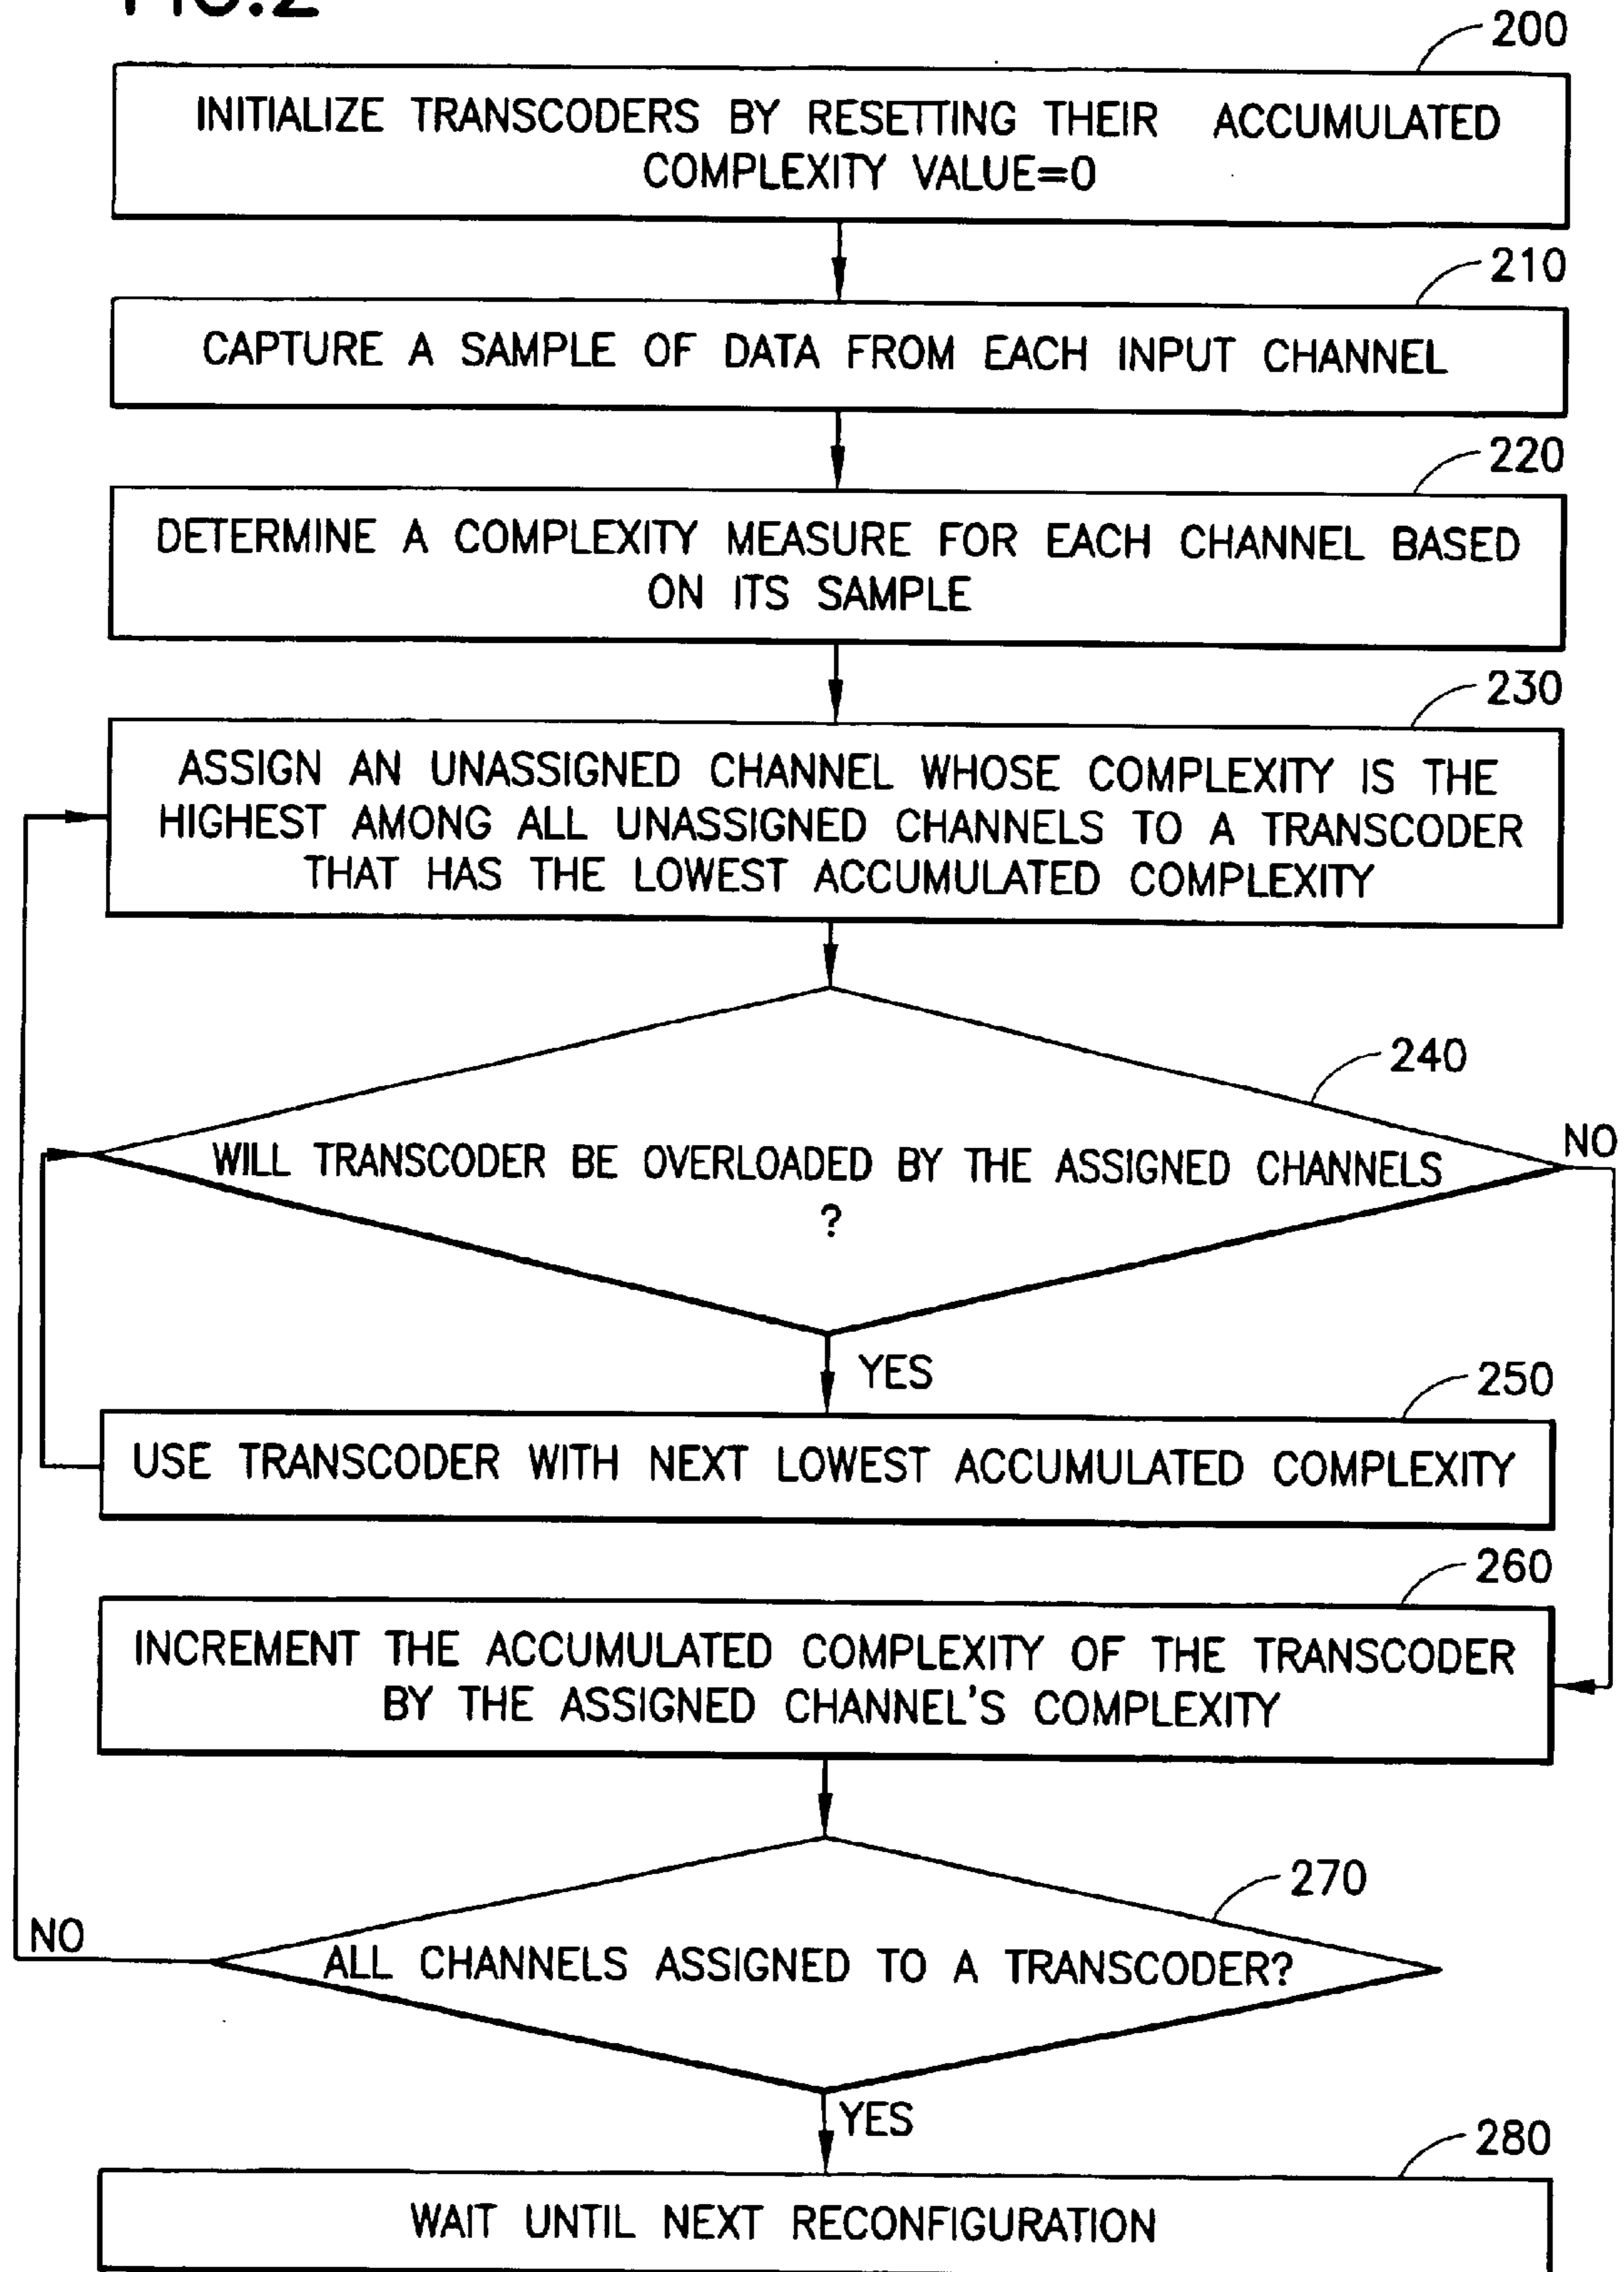 FIG.2
200
INITIALIZE TRANSCODERS BY RESETTING THEIR ACCUMULATED
COMPLEXITY VALUE=0
210
CAPTURE A SAMPLE OF DATA FROM EACH INPUT CHANNEL
220
DETERMINE A COMPLEXITY MEASURE FOR EACH CHANNEL BASED
ON ITS SAMPLE
230
ASSIGN AN UNASSIGNED CHANNEL WHOSE COMPLEXITY IS THE
HIGHEST AMONG ALL UNASSIGNED CHANNELS TO A TRANSCODER
THAT HAS THE LOWEST ACCUMULATED COMPLEXITY
240
NO
WILL TRANSCODER BE OVERLOADED BY THE ASSIGNED CHANNELS
?
YES
250
USE TRANSCODER WITH NEXT LOWEST ACCUMULATED COMPLEXITY
260
INCREMENT THE ACCUMULATED COMPLEXITY OF THE TRANSCODER
BY THE ASSIGNED CHANNEL'S COMPLEXITY
270
NO
ALL CHANNELS ASSIGNED TO A TRANSCODER?
YES
280
WAIT UNTIL NEXT RECONFIGURATION